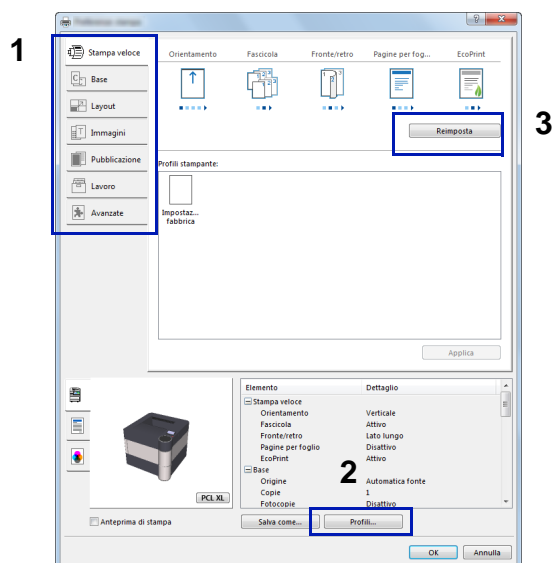 Preferenze stampa
1
Stampa veloce
Base
Layout
Immagini
Pubblicazione
Lavoro
Avanzate
Orientamento Fascicola Fronte/retro Pagine per fog... EcoPrint
Reimposta
3
Profili stampante:
Impostaz...
fabbrica
Applica
Elemento Dettaglio
Stampa veloce
Orientamento Verticale
Fascicola Attivo
Fronte/retro Lato lungo
Pagine per foglio Disattivo
EcoPrint Attivo
Base
Origine Automatica fonte
Copie 1
Fotocopie Disattivo
2
PCL XL
Anteprima di stampa
Salva come...
Profili...
OK
Annulla